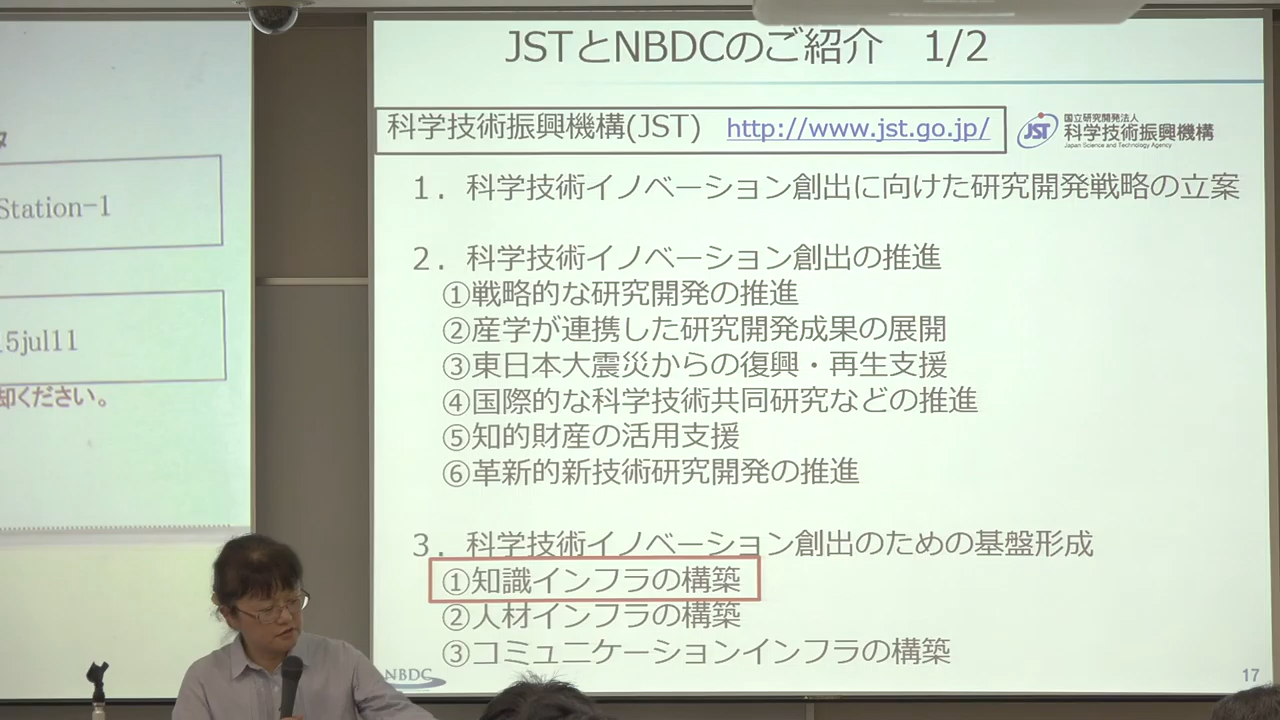 Station-1
5jul11
却ください。
JSTとNBDCのご紹介　1/2
科学技術振興機構(JST)　http://www.jst.go.jp/
JST
国立研究開発法人
科学技術振興機構
Japan Science and Technology Agency
１．科学技術イノベーション創出に向けた研究開発戦略の立案
２．科学技術イノベーション創出の推進
①戦略的な研究開発の推進
②産学が連携した研究開発成果の展開
③東日本大震災からの復興・再生支援
④国際的な科学技術共同研究などの推進
⑤知的財産の活用支援
⑥革新的新技術研究開発の推進
３．科学技術イノベーション創出のための基盤形成
①知識インフラの構築
②人材インフラの構築
③コミュニケーションインフラの構築
NBDC
17